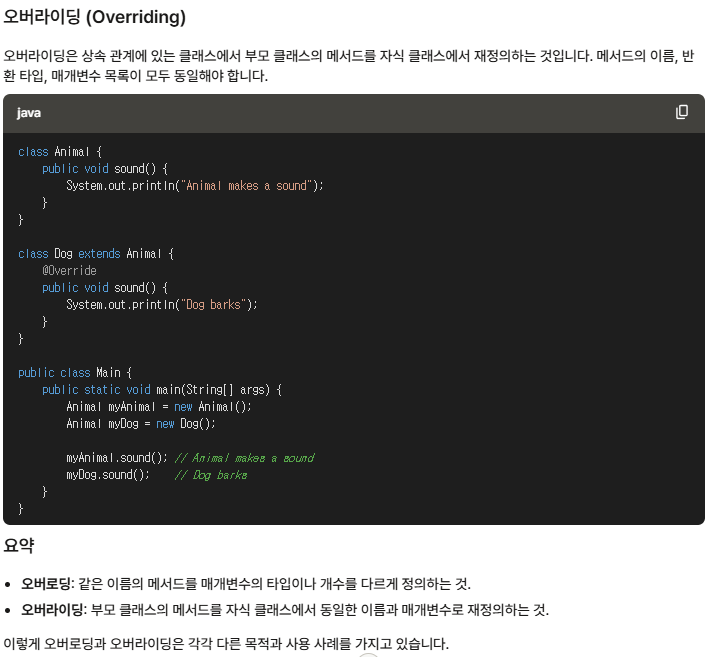 오버라이딩 (Overriding)
오버라이딩은 상속 관계에 있는 클래스에서 부모 클래스의 메서드를 자식 클래스에서 재정의하는 것입니다. 메서드의 이름, 반
환 타입, 매개변수 목록이 모두 동일해야 합니다.
java
class Animal {
    public void sound() {
        System.out.println("Animal makes a sound");
    }
}

class Dog extends Animal {
    @Override
    public void sound() {
        System.out.println("Dog barks");
    }
}

public class Main {
    public static void main(String[] args) {
        Animal myAnimal = new Animal();
        Animal myDog = new Dog();

        myAnimal.sound(); // Animal makes a sound
        myDog.sound();    // Dog barks
    }
}
요약
• 오버로딩: 같은 이름의 메서드를 매개변수의 타입이나 개수를 다르게 정의하는 것.
• 오버라이딩: 부모 클래스의 메서드를 자식 클래스에서 동일한 이름과 매개변수로 재정의하는 것.
이렇게 오버로딩과 오버라이딩은 각각 다른 목적과 사용 사례를 가지고 있습니다.